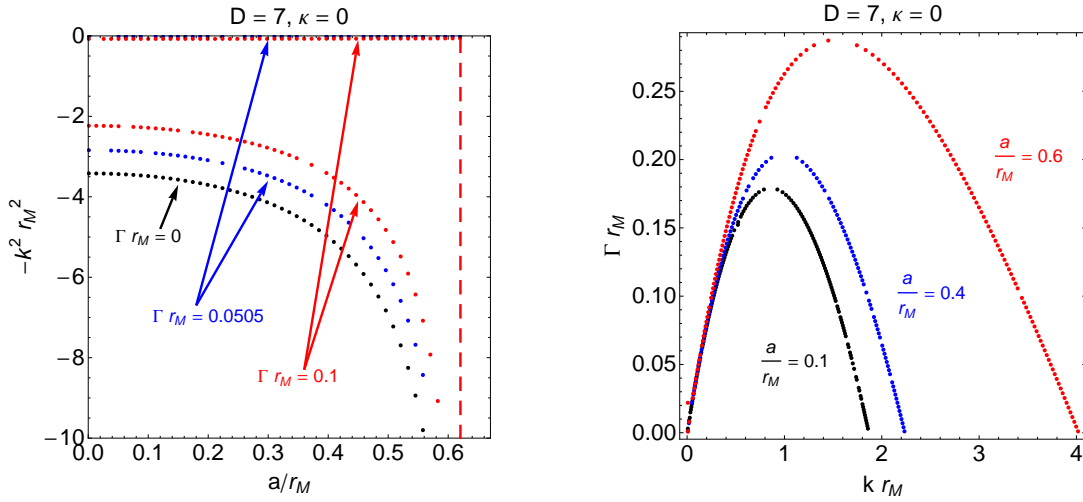 D = 7, κ = 0
0
-2
-4
-6
-8
-10
−k² r_M²
Γ r_M = 0
Γ r_M = 0.0505
Γ r_M = 0.1
0.0 0.1 0.2 0.3 0.4 0.5 0.6
a/r_M
D = 7, κ = 0
0.25
0.20
0.15
0.10
0.05
0.00
Γ r_M
a/r_M = 0.6
a/r_M = 0.4
a/r_M = 0.1
0 1 2 3 4
k r_M